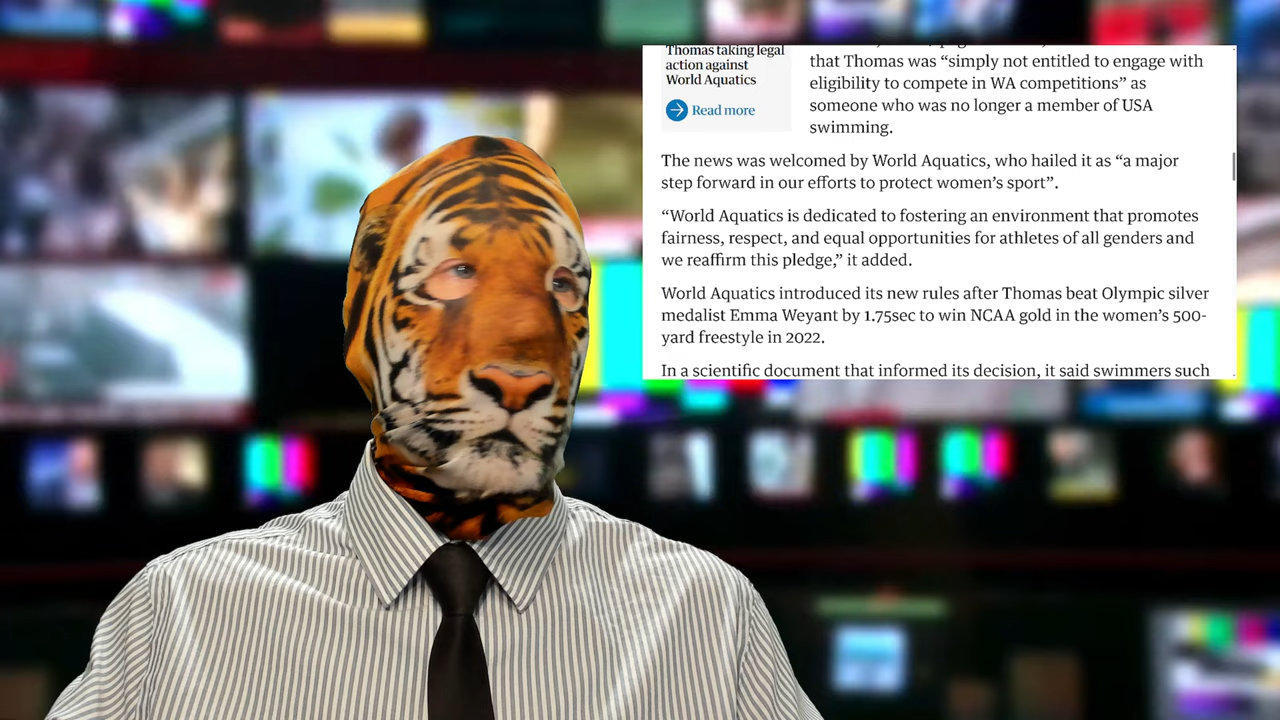 Thomas taking legal
action against
World Aquatics
Read more
that Thomas was “simply not entitled to engage with
eligibility to compete in WA competitions” as
someone who was no longer a member of USA
swimming.
The news was welcomed by World Aquatics, who hailed it as “a major
step forward in our efforts to protect women’s sport”.
“World Aquatics is dedicated to fostering an environment that promotes
fairness, respect, and equal opportunities for athletes of all genders and
we reaffirm this pledge,” it added.
World Aquatics introduced its new rules after Thomas beat Olympic silver
medalist Emma Weyant by 1.75sec to win NCAA gold in the women’s 500-
yard freestyle in 2022.
In a scientific document that informed its decision, it said swimmers such